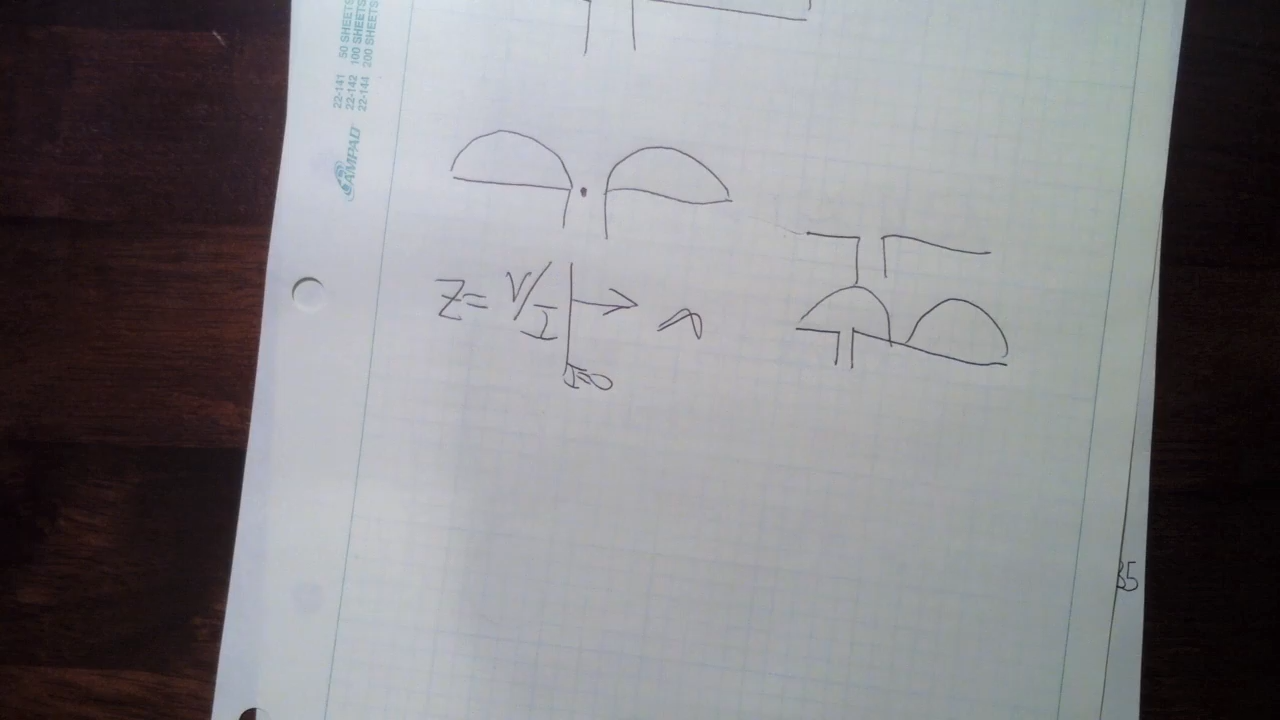 22-141 50 SHEETS
22-142 100 SHEETS
22-144 200 SHEETS
AMPAD
Z = V/I | → ∞
I=0
35